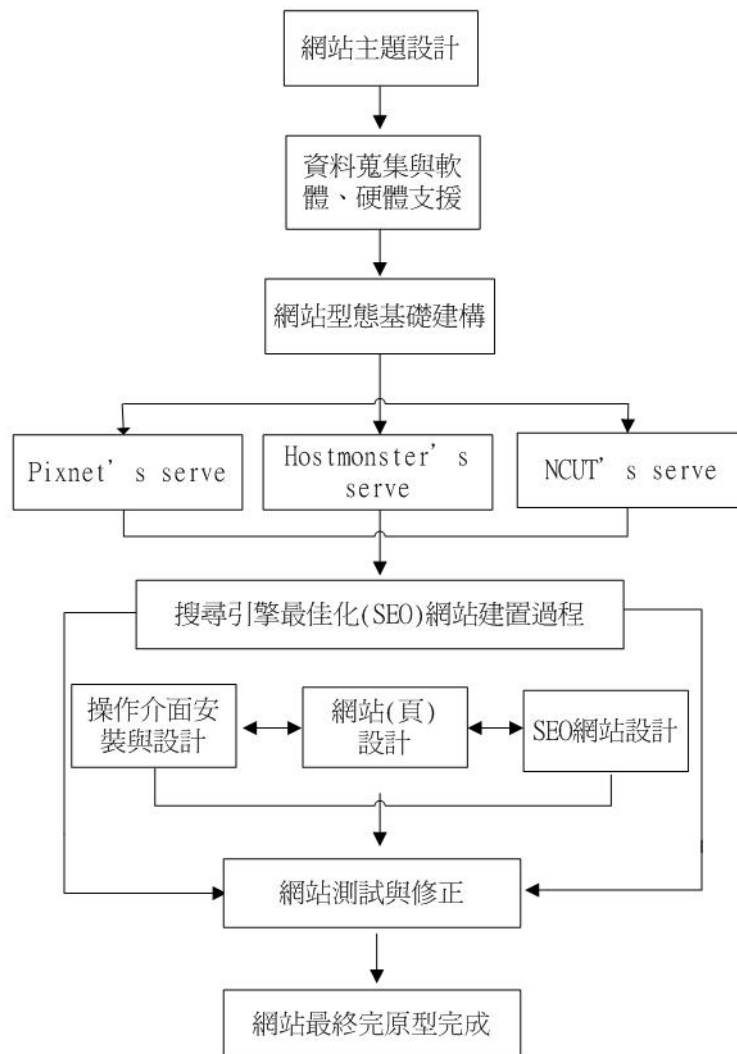 網站主題設計
資料蒐集與軟
體、硬體支援
網站型態基礎建構
Pixnet’s serve
Hostmonster’s
serve
NCUT’s serve
搜尋引擎最佳化(SEO)網站建置過程
操作介面安
裝與設計
網站(頁)
設計
SEO網站設計
網站測試與修正
網站最終完原型完成